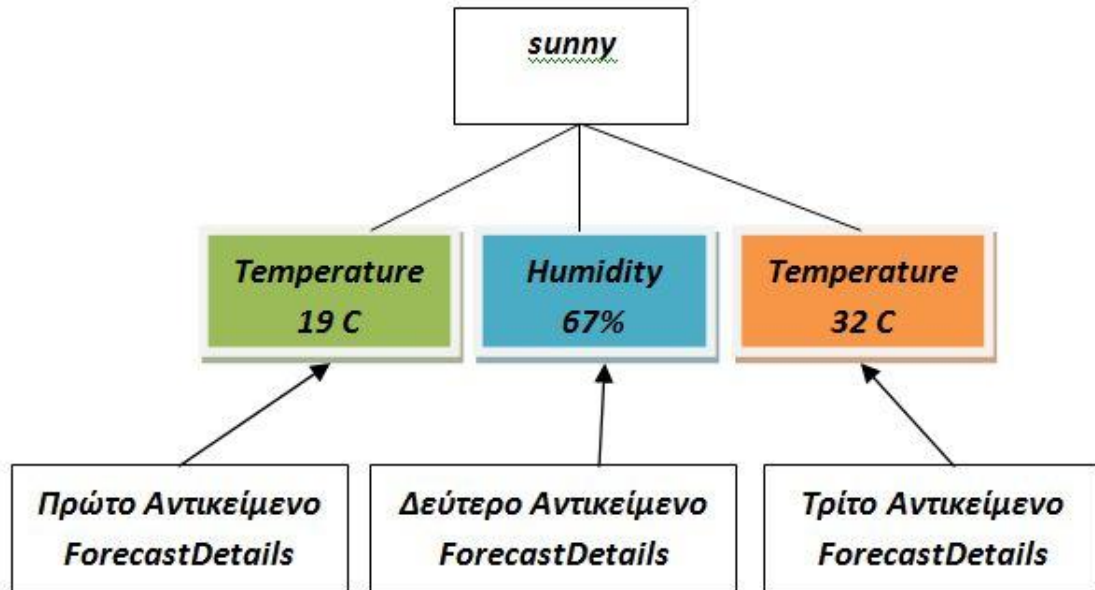 sunny
Temperature
19 C
Humidity
67%
Temperature
32 C
Πρώτο Αντικείμενο
ForecastDetails
Δεύτερο Αντικείμενο
ForecastDetails
Τρίτο Αντικείμενο
ForecastDetails